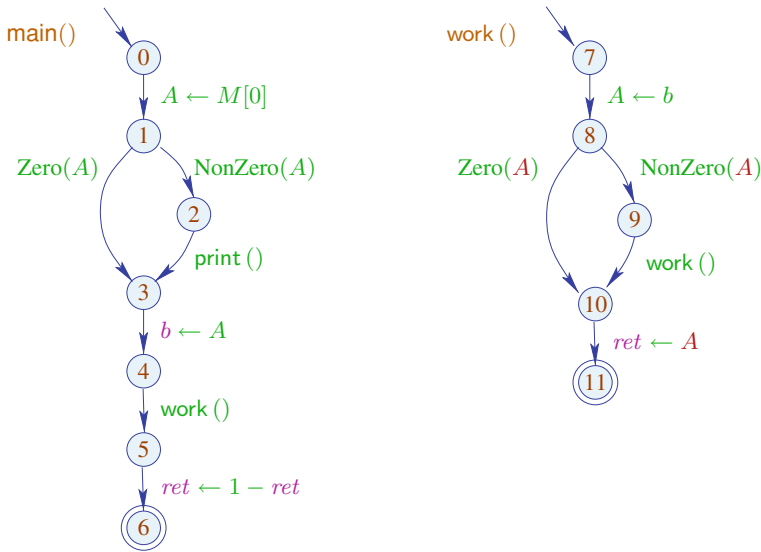 main()
0
A ← M[0]
1
Zero(A)
NonZero(A)
2
print ()
3
b ← A
4
work ()
5
ret ← 1 − ret
6
work ()
7
A ← b
8
Zero(A)
NonZero(A)
9
work ()
10
ret ← A
11